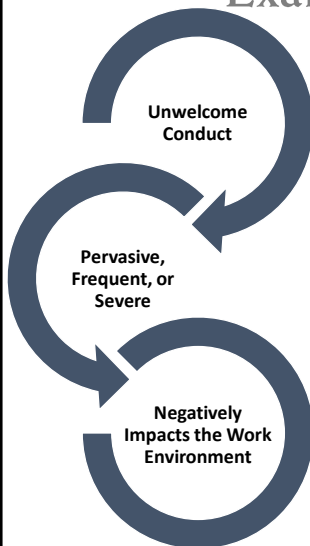 Unwelcome
Conduct
Pervasive,
Frequent, or
Severe
Negatively
Impacts the Work
Environment